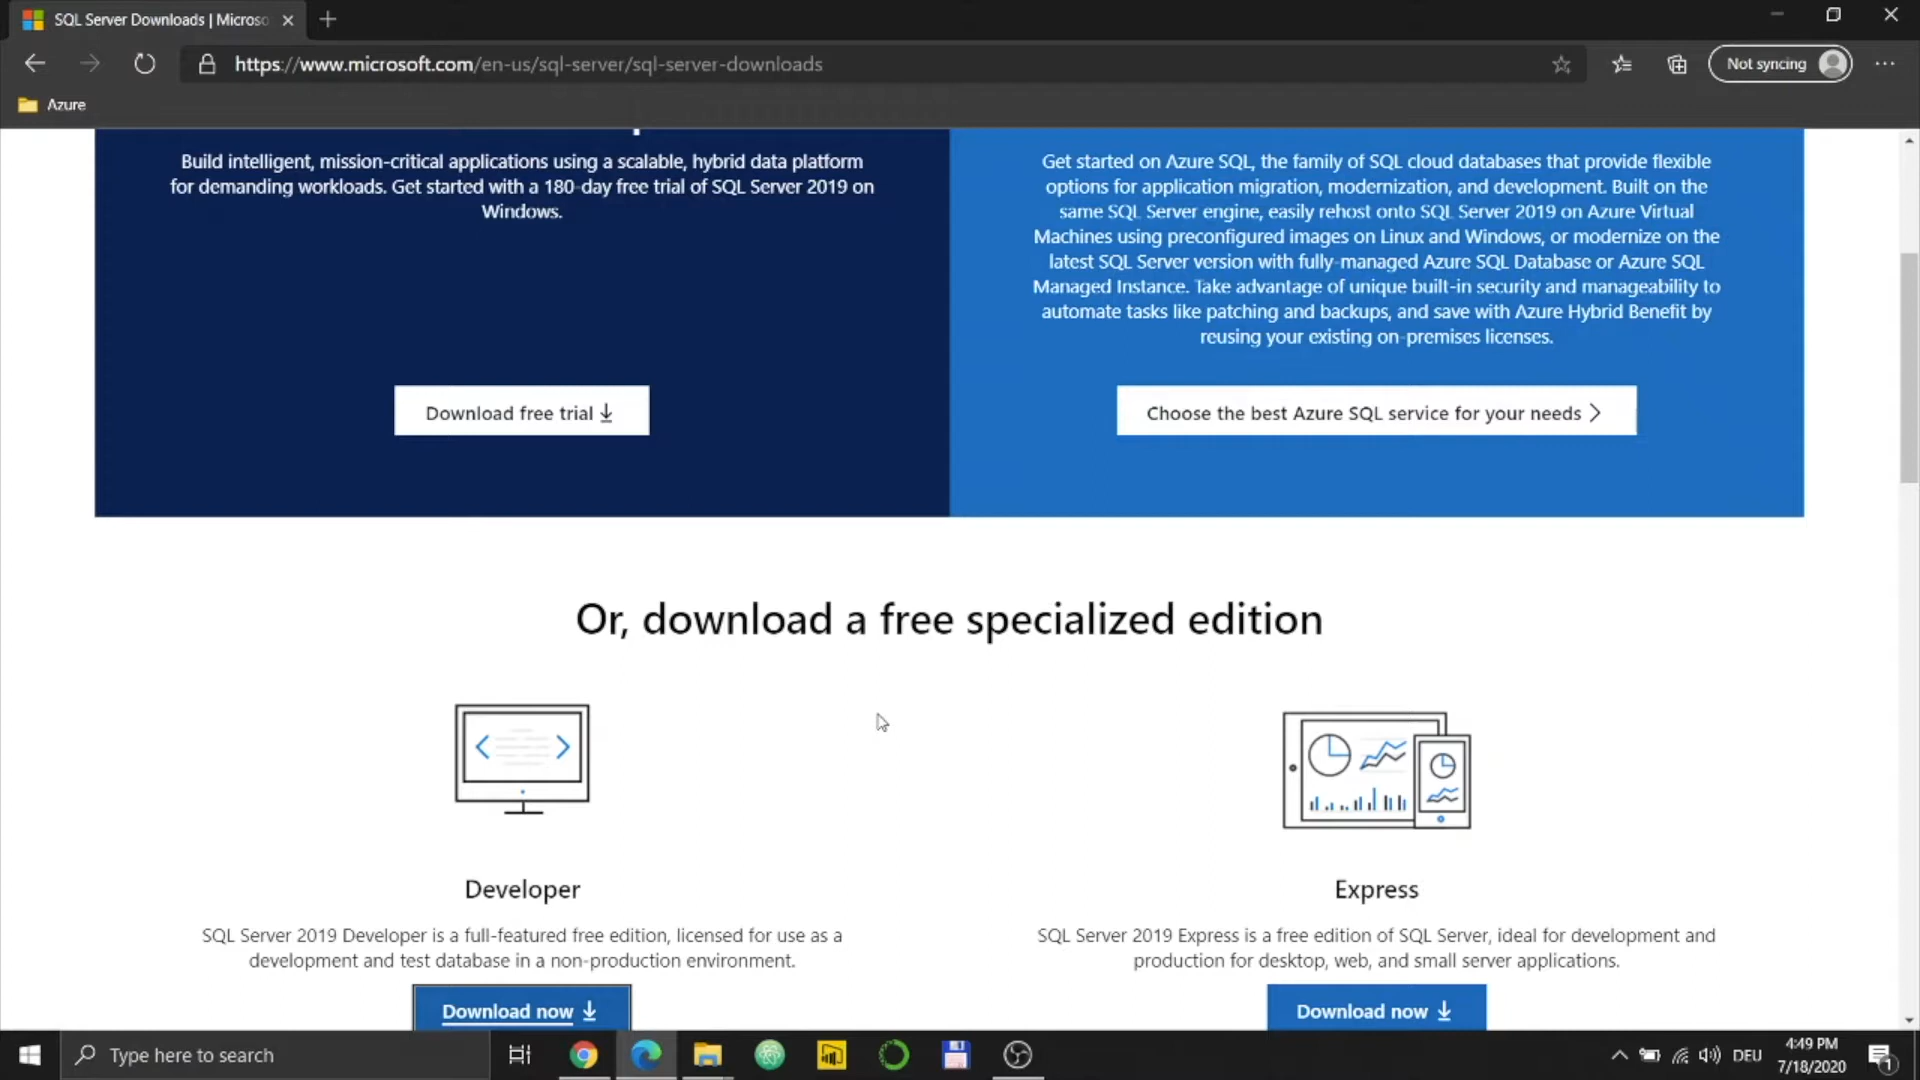 SQL Server Downloads | Microso
https://www.microsoft.com/en-us/sql-server/sql-server-downloads
Not syncing
Azure
Build intelligent, mission-critical applications using a scalable, hybrid data platform
for demanding workloads. Get started with a 180-day free trial of SQL Server 2019 on
Windows.
Download free trial
Get started on Azure SQL, the family of SQL cloud databases that provide flexible
options for application migration, modernization, and development. Built on the
same SQL Server engine, easily rehost onto SQL Server 2019 on Azure Virtual
Machines using preconfigured images on Linux and Windows, or modernize on the
latest SQL Server version with fully-managed Azure SQL Database or Azure SQL
Managed Instance. Take advantage of unique built-in security and manageability to
automate tasks like patching and backups, and save with Azure Hybrid Benefit by
reusing your existing on-premises licenses.
Choose the best Azure SQL service for your needs
Or, download a free specialized edition
Developer
SQL Server 2019 Developer is a full-featured free edition, licensed for use as a
development and test database in a non-production environment.
Download now
Express
SQL Server 2019 Express is a free edition of SQL Server, ideal for development and
production for desktop, web, and small server applications.
Download now
Type here to search
DEU
4:49 PM
7/18/2020
1